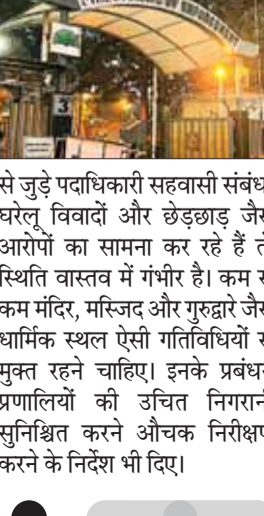 3
से जुड़े पदाधिकारी सहवासी संबंध
घरेलू विवादों और छेड़छाड़ जैस
आरोपों का सामना कर रहे हैं त
स्थिति वास्तव में गंभीर है। कम स
कम मंदिर, मस्जिद और गुरुद्वारे जैस
धार्मिक स्थल ऐसी गतिविधियों स
मुक्त रहने चाहिए। इनके प्रबंधन
प्रणालियों की उचित निगरानी
सुनिश्चित करने औचक निरीक्षण
करने के निर्देश भी दिए।